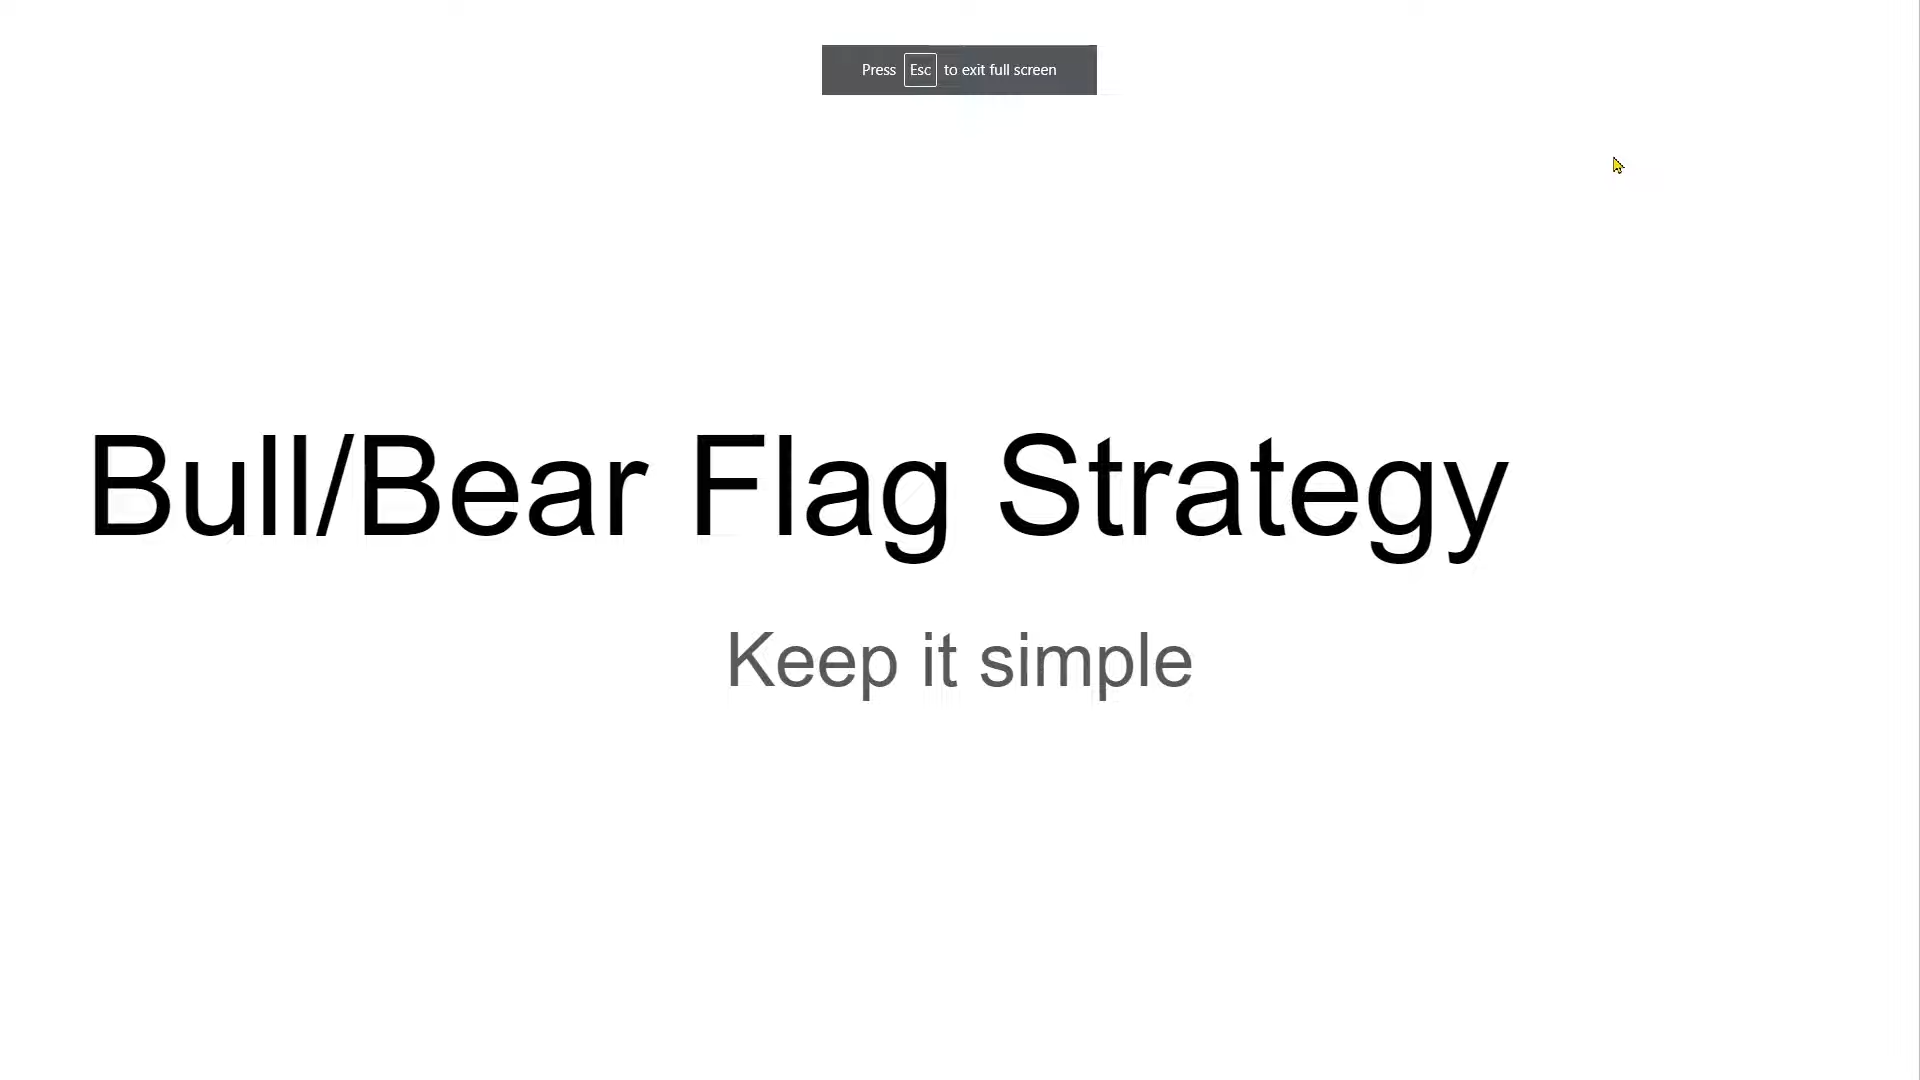 Press Esc to exit full screen
Bull/Bear Flag Strategy
Keep it simple